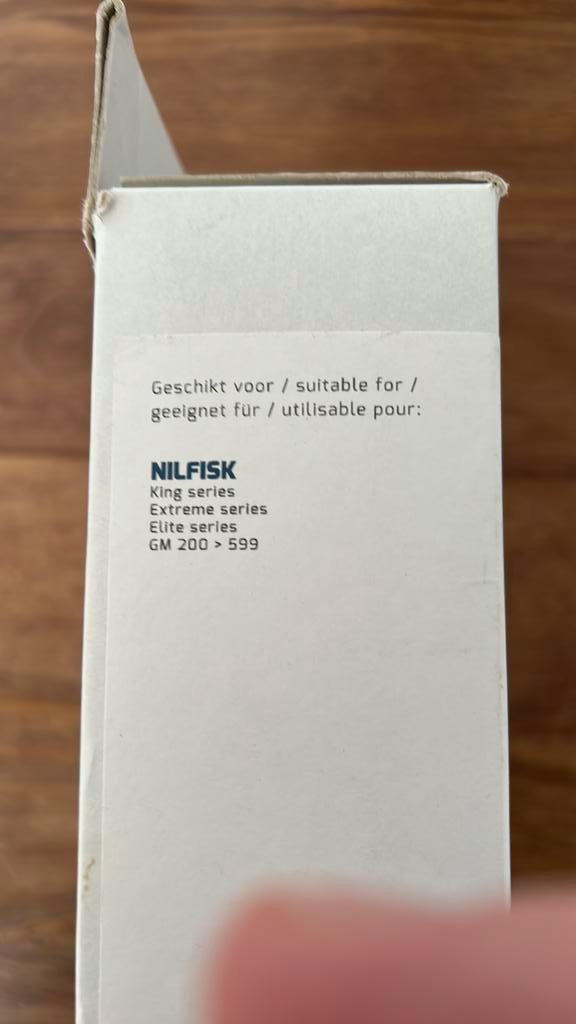 Geschikt voor / suitable for /
geeignet für / utilisable pour:
NILFISK
King series
Extreme series
Elite series
GM 200 > 599